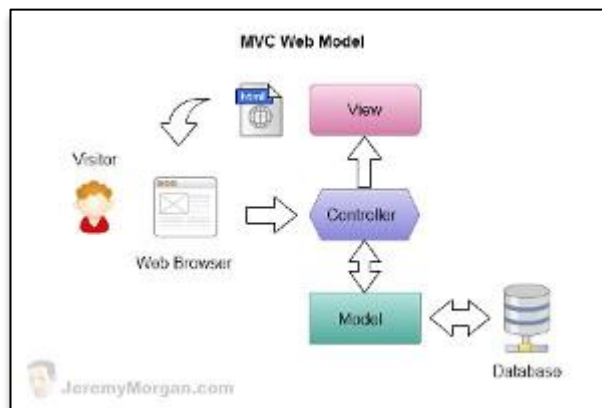 MVC Web Model
html
View
Visitor
Controller
Web Browser
Model
Database
JeremyMorgan.com